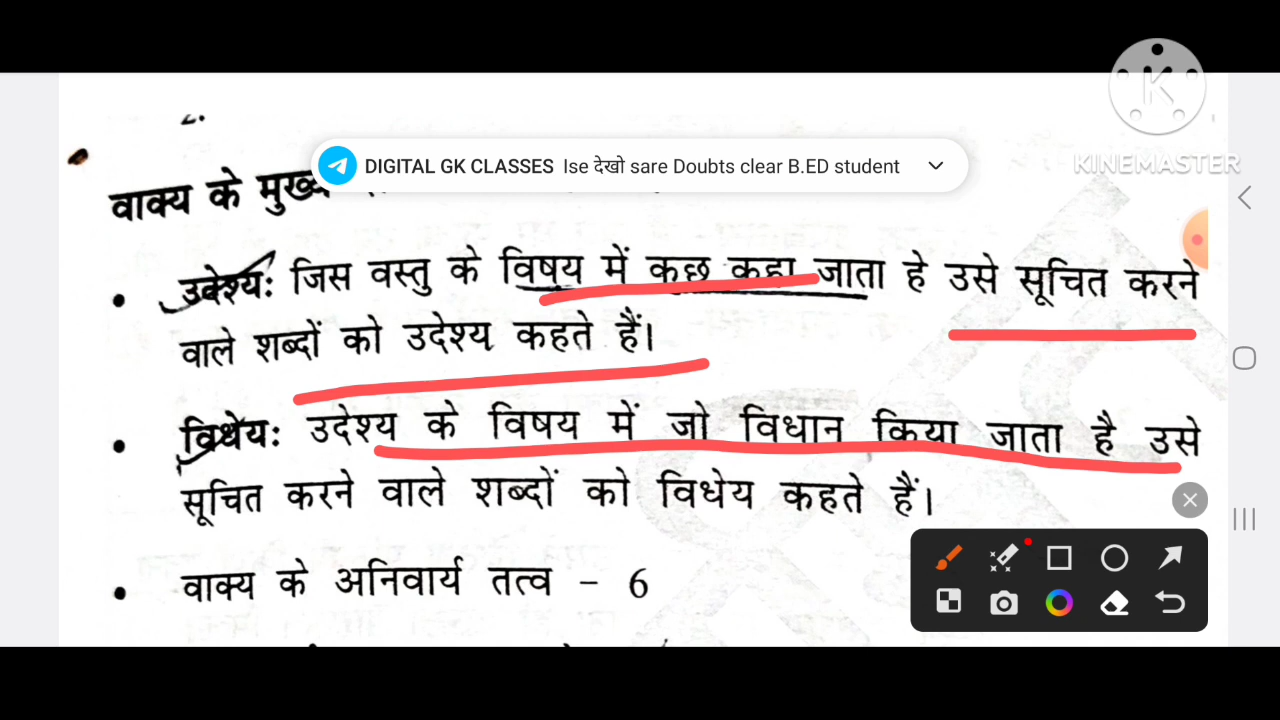 DIGITAL GK CLASSES Ise देखो sare Doubts clear B.ED student
KINEMASTER
वाक्य के मुख्य
उदेश्य: जिस वस्तु के विषय में कुछ कहा जाता हे उसे सूचित करने
वाले शब्दों को उदेश्य कहते हैं।
विधेय: उदेश्य के विषय में जो विधान किया जाता है उसे
सूचित करने वाले शब्दों को विधेय कहते हैं।
वाक्य के अनिवार्य तत्व - 6